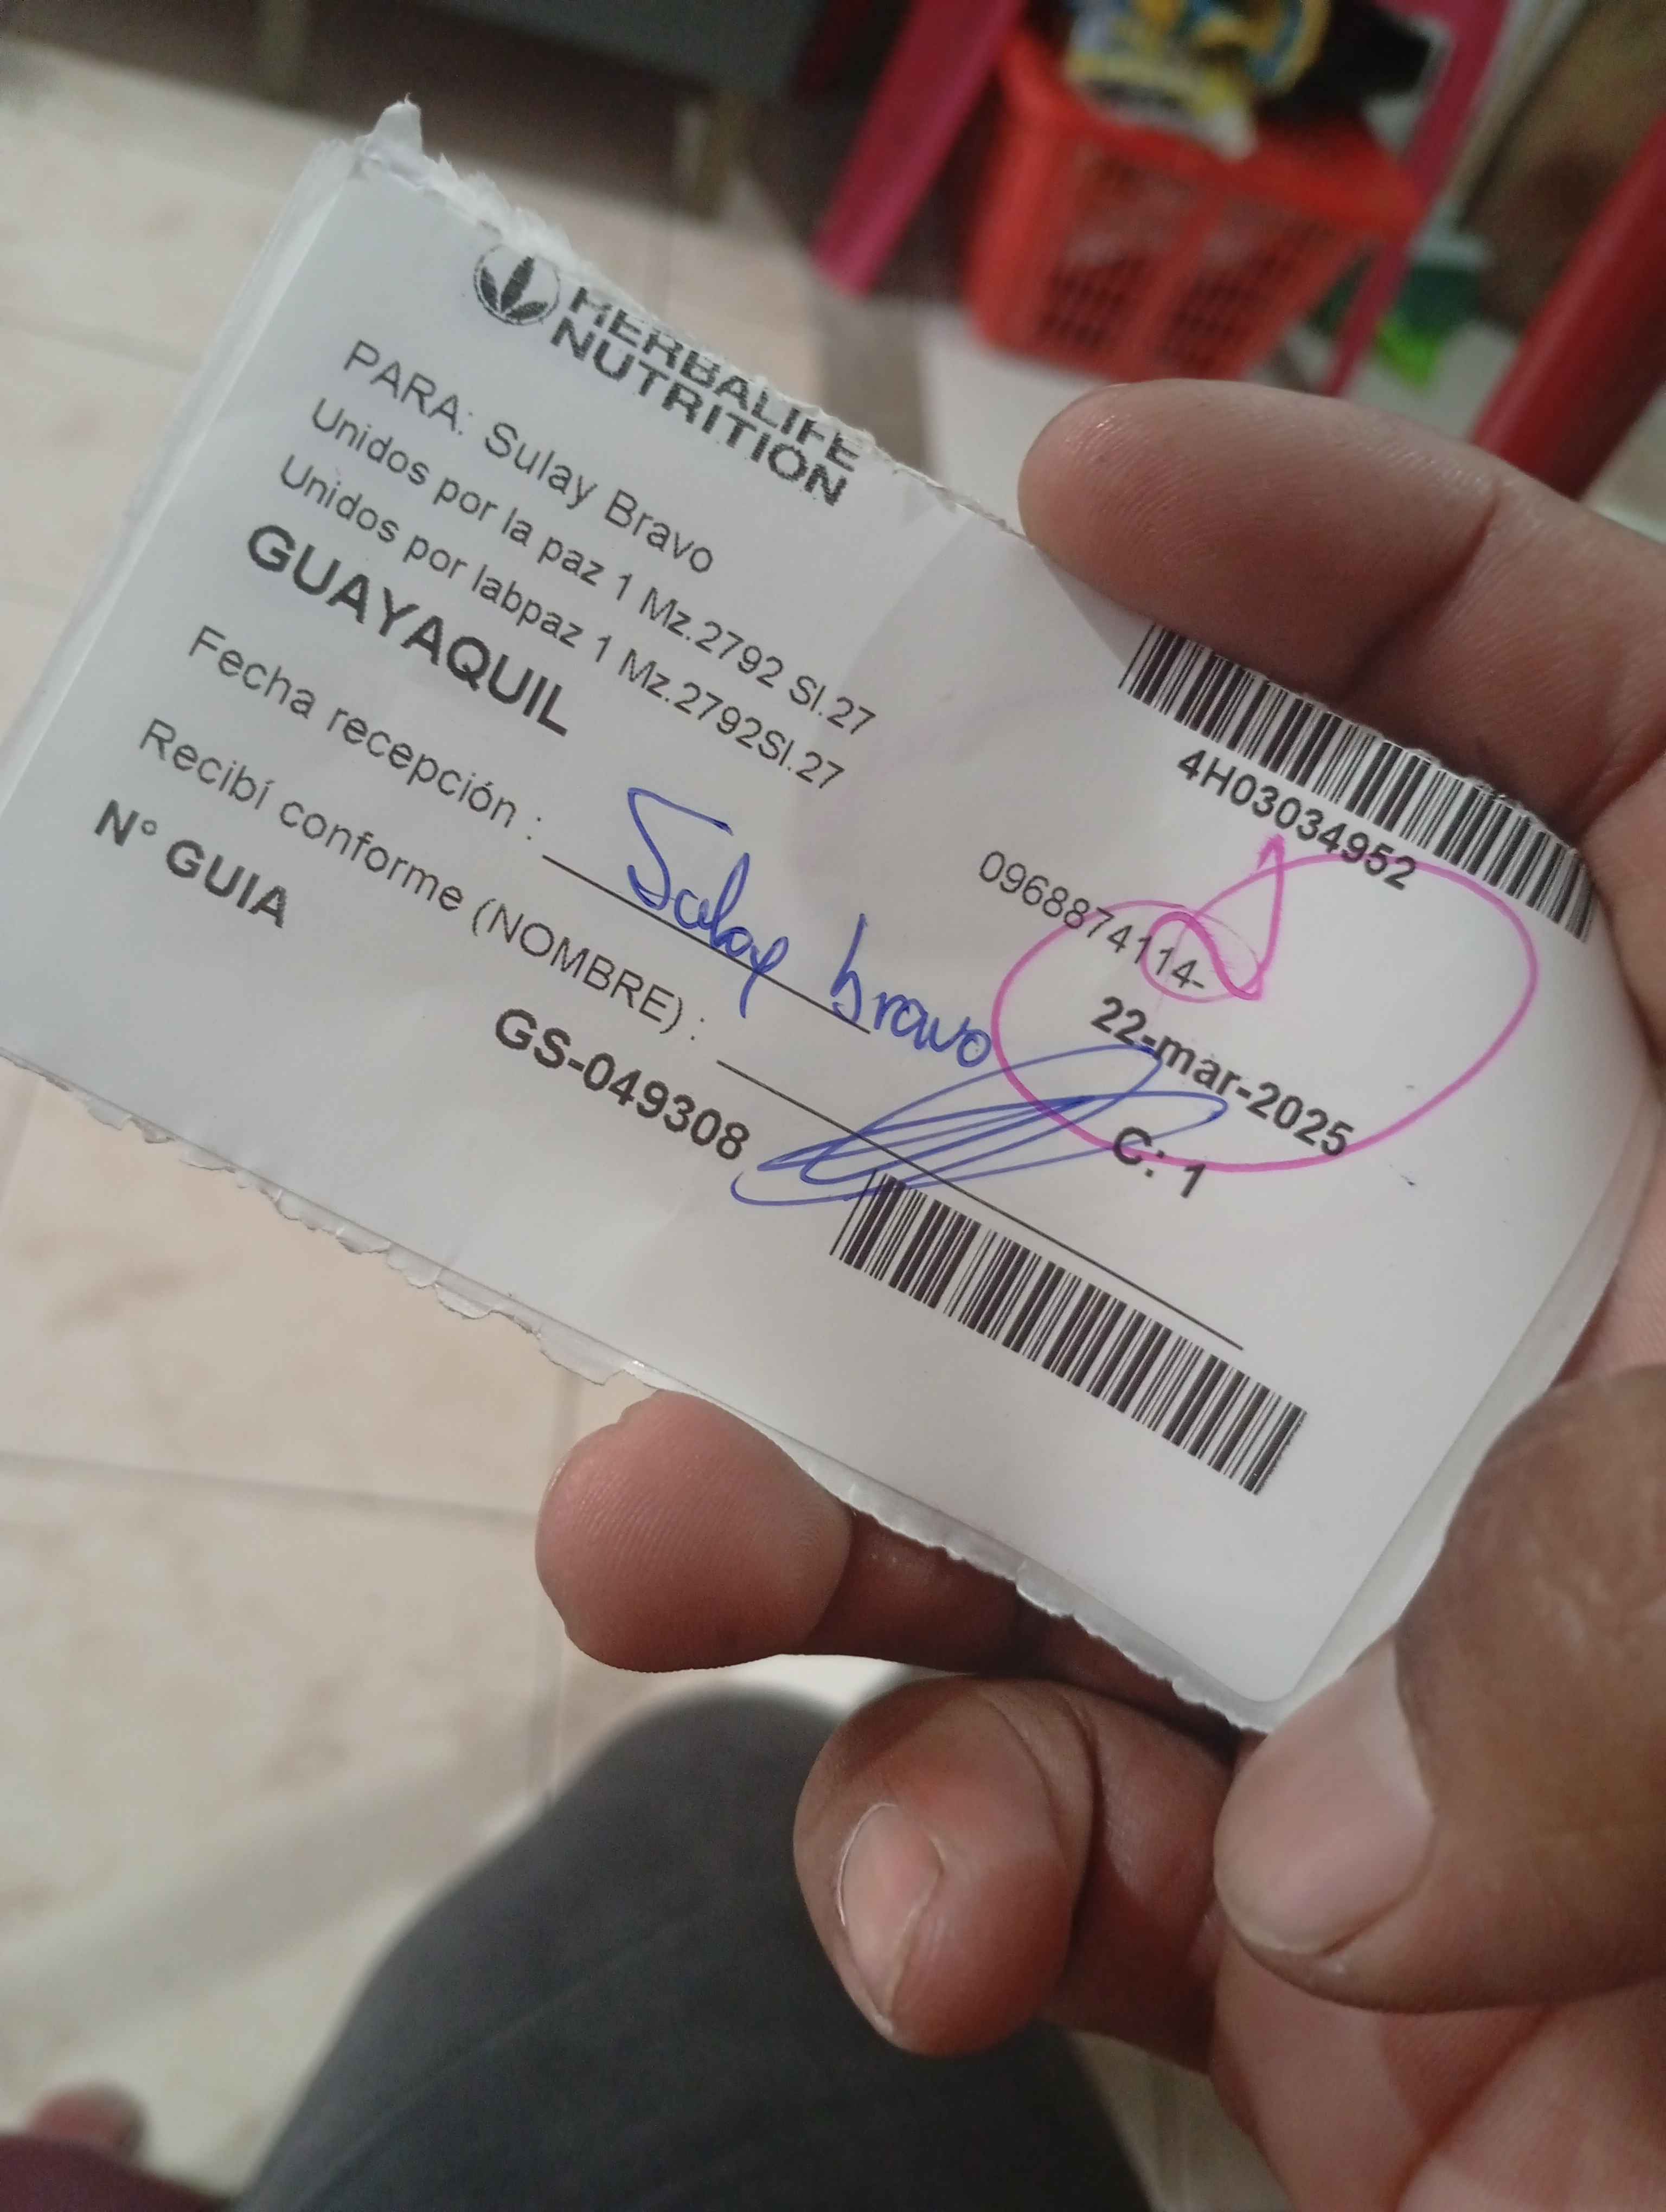 HERBALIFE
NUTRITION
4H03034952
PARA: Sulay Bravo
0968874114-
Unidos por la paz 1 Mz.2792 Sl.27
Unidos por labpaz 1 Mz.2792Sl.27
GUAYAQUIL
22-mar-2025
C: 1
Fecha recepción :
Sulay bravo
Recibí conforme (NOMBRE) :
N° GUIA
GS-049308